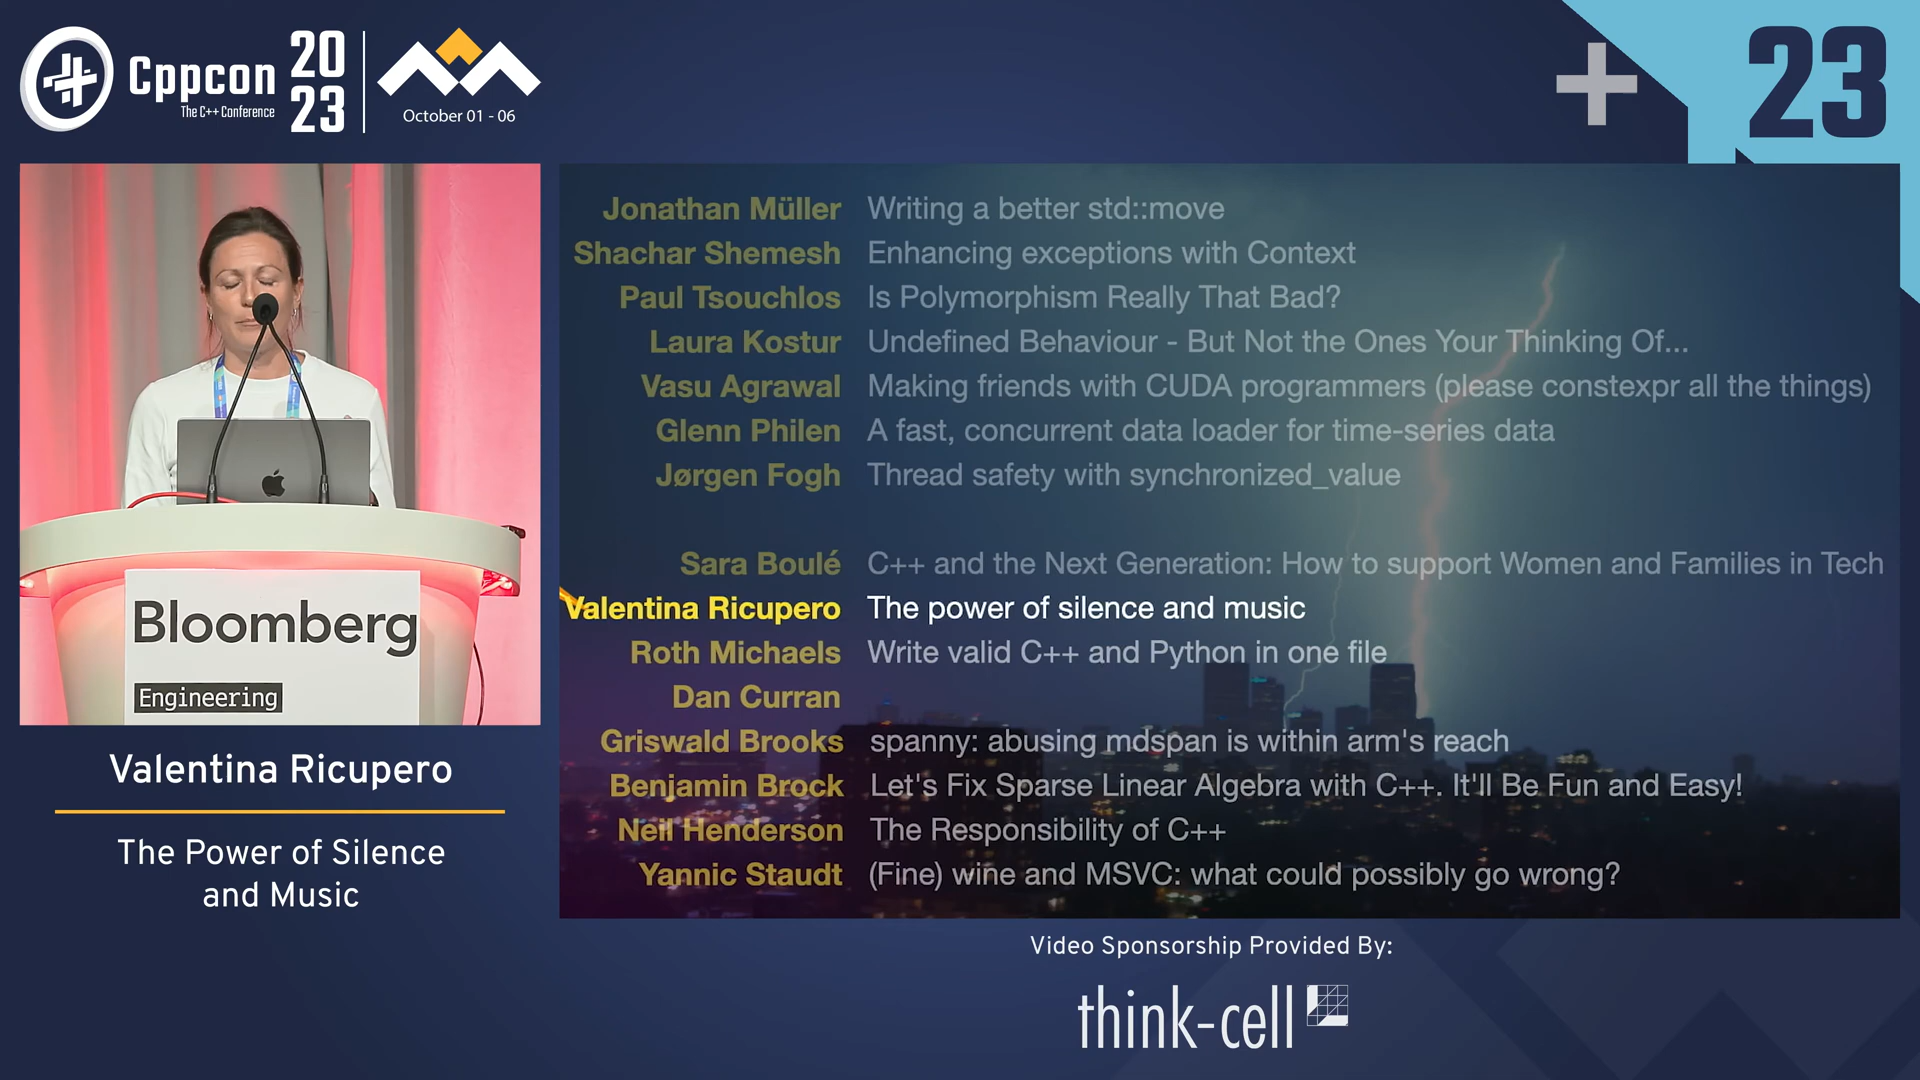 Cppcon
The C++ Conference
20
23
October 01 - 06
23
Jonathan Müller Writing a better std::move
Shachar Shemesh Enhancing exceptions with Context
Paul Tsouchlos Is Polymorphism Really That Bad?
Laura Kostur Undefined Behaviour - But Not the Ones Your Thinking Of...
Vasu Agrawal Making friends with CUDA programmers (please constexpr all the things)
Glenn Philen A fast, concurrent data loader for time-series data
Jørgen Fogh Thread safety with synchronized_value
Sara Boulé C++ and the Next Generation: How to support Women and Families in Tech
Valentina Ricupero The power of silence and music
Roth Michaels Write valid C++ and Python in one file
Dan Curran
Griswald Brooks spanny: abusing mdspan is within arm's reach
Benjamin Brock Let's Fix Sparse Linear Algebra with C++. It'll Be Fun and Easy!
Neil Henderson The Responsibility of C++
Yannic Staudt (Fine) wine and MSVC: what could possibly go wrong?
Bloomberg
Engineering
Valentina Ricupero
The Power of Silence
and Music
Video Sponsorship Provided By:
think-cell